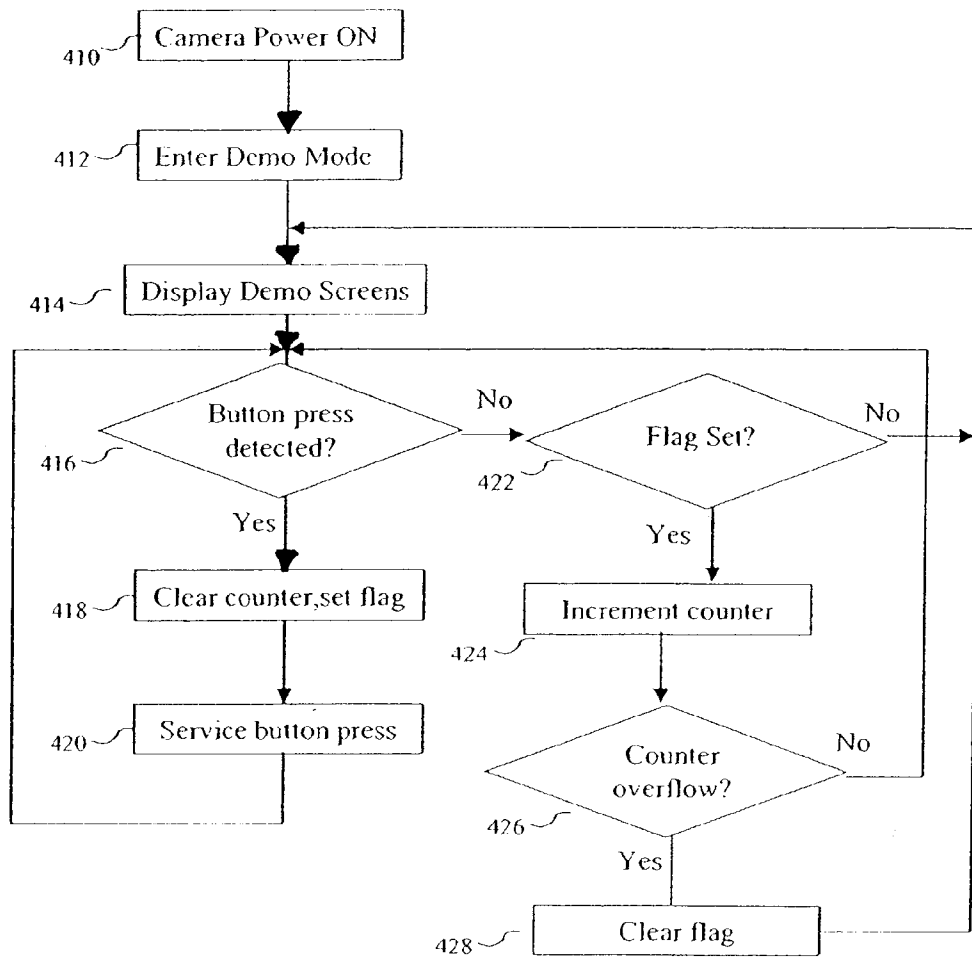 Camera Power ON
410
Enter Demo Mode
412
Display Demo Screens
414
Button press
detected?
416
No
Flag Set?
422
No
Yes
Yes
Clear counter,set flag
418
Increment counter
424
Service button press
420
Counter
overflow?
426
No
Yes
Clear flag
428